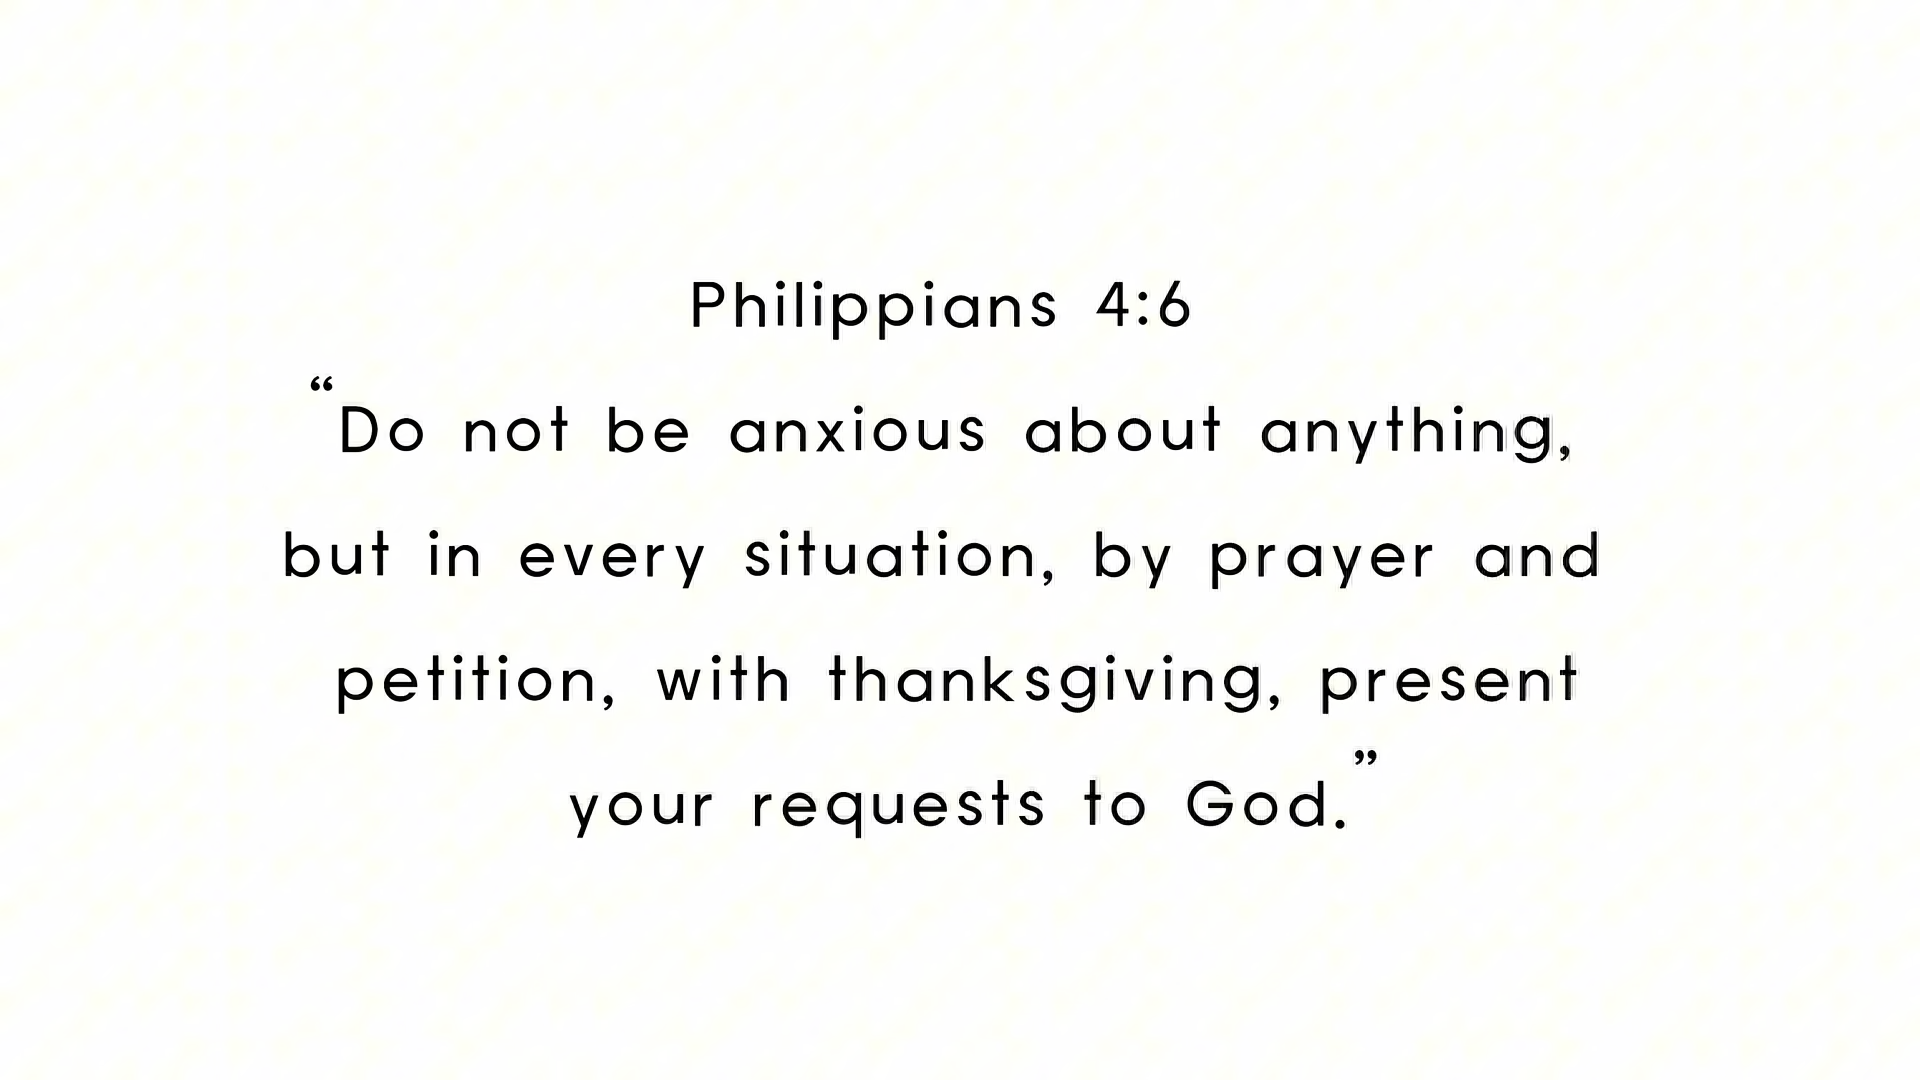 Philippians 4:6
“Do not be anxious about anything,
but in every situation, by prayer and
petition, with thanksgiving, present
your requests to God.”